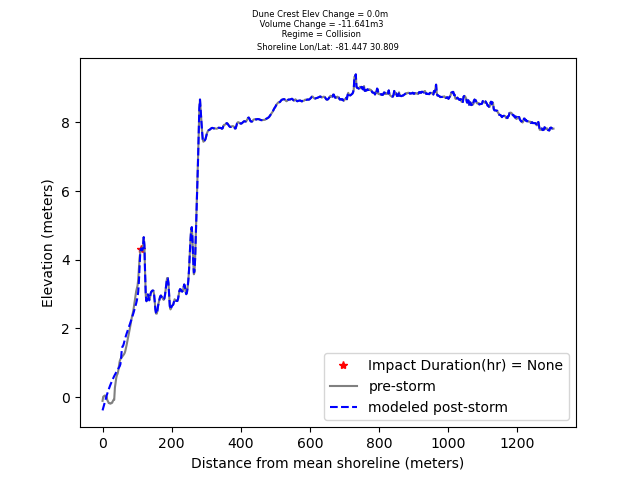 Dune Crest Elev Change = 0.0m
Volume Change = -11.641m3
Regime = Collision
Shoreline Lon/Lat: -81.447 30.809
8
6
4
2
0
Elevation (meters)
Impact Duration(hr) = None
pre-storm
modeled post-storm
0 200 400 600 800 1000 1200
Distance from mean shoreline (meters)